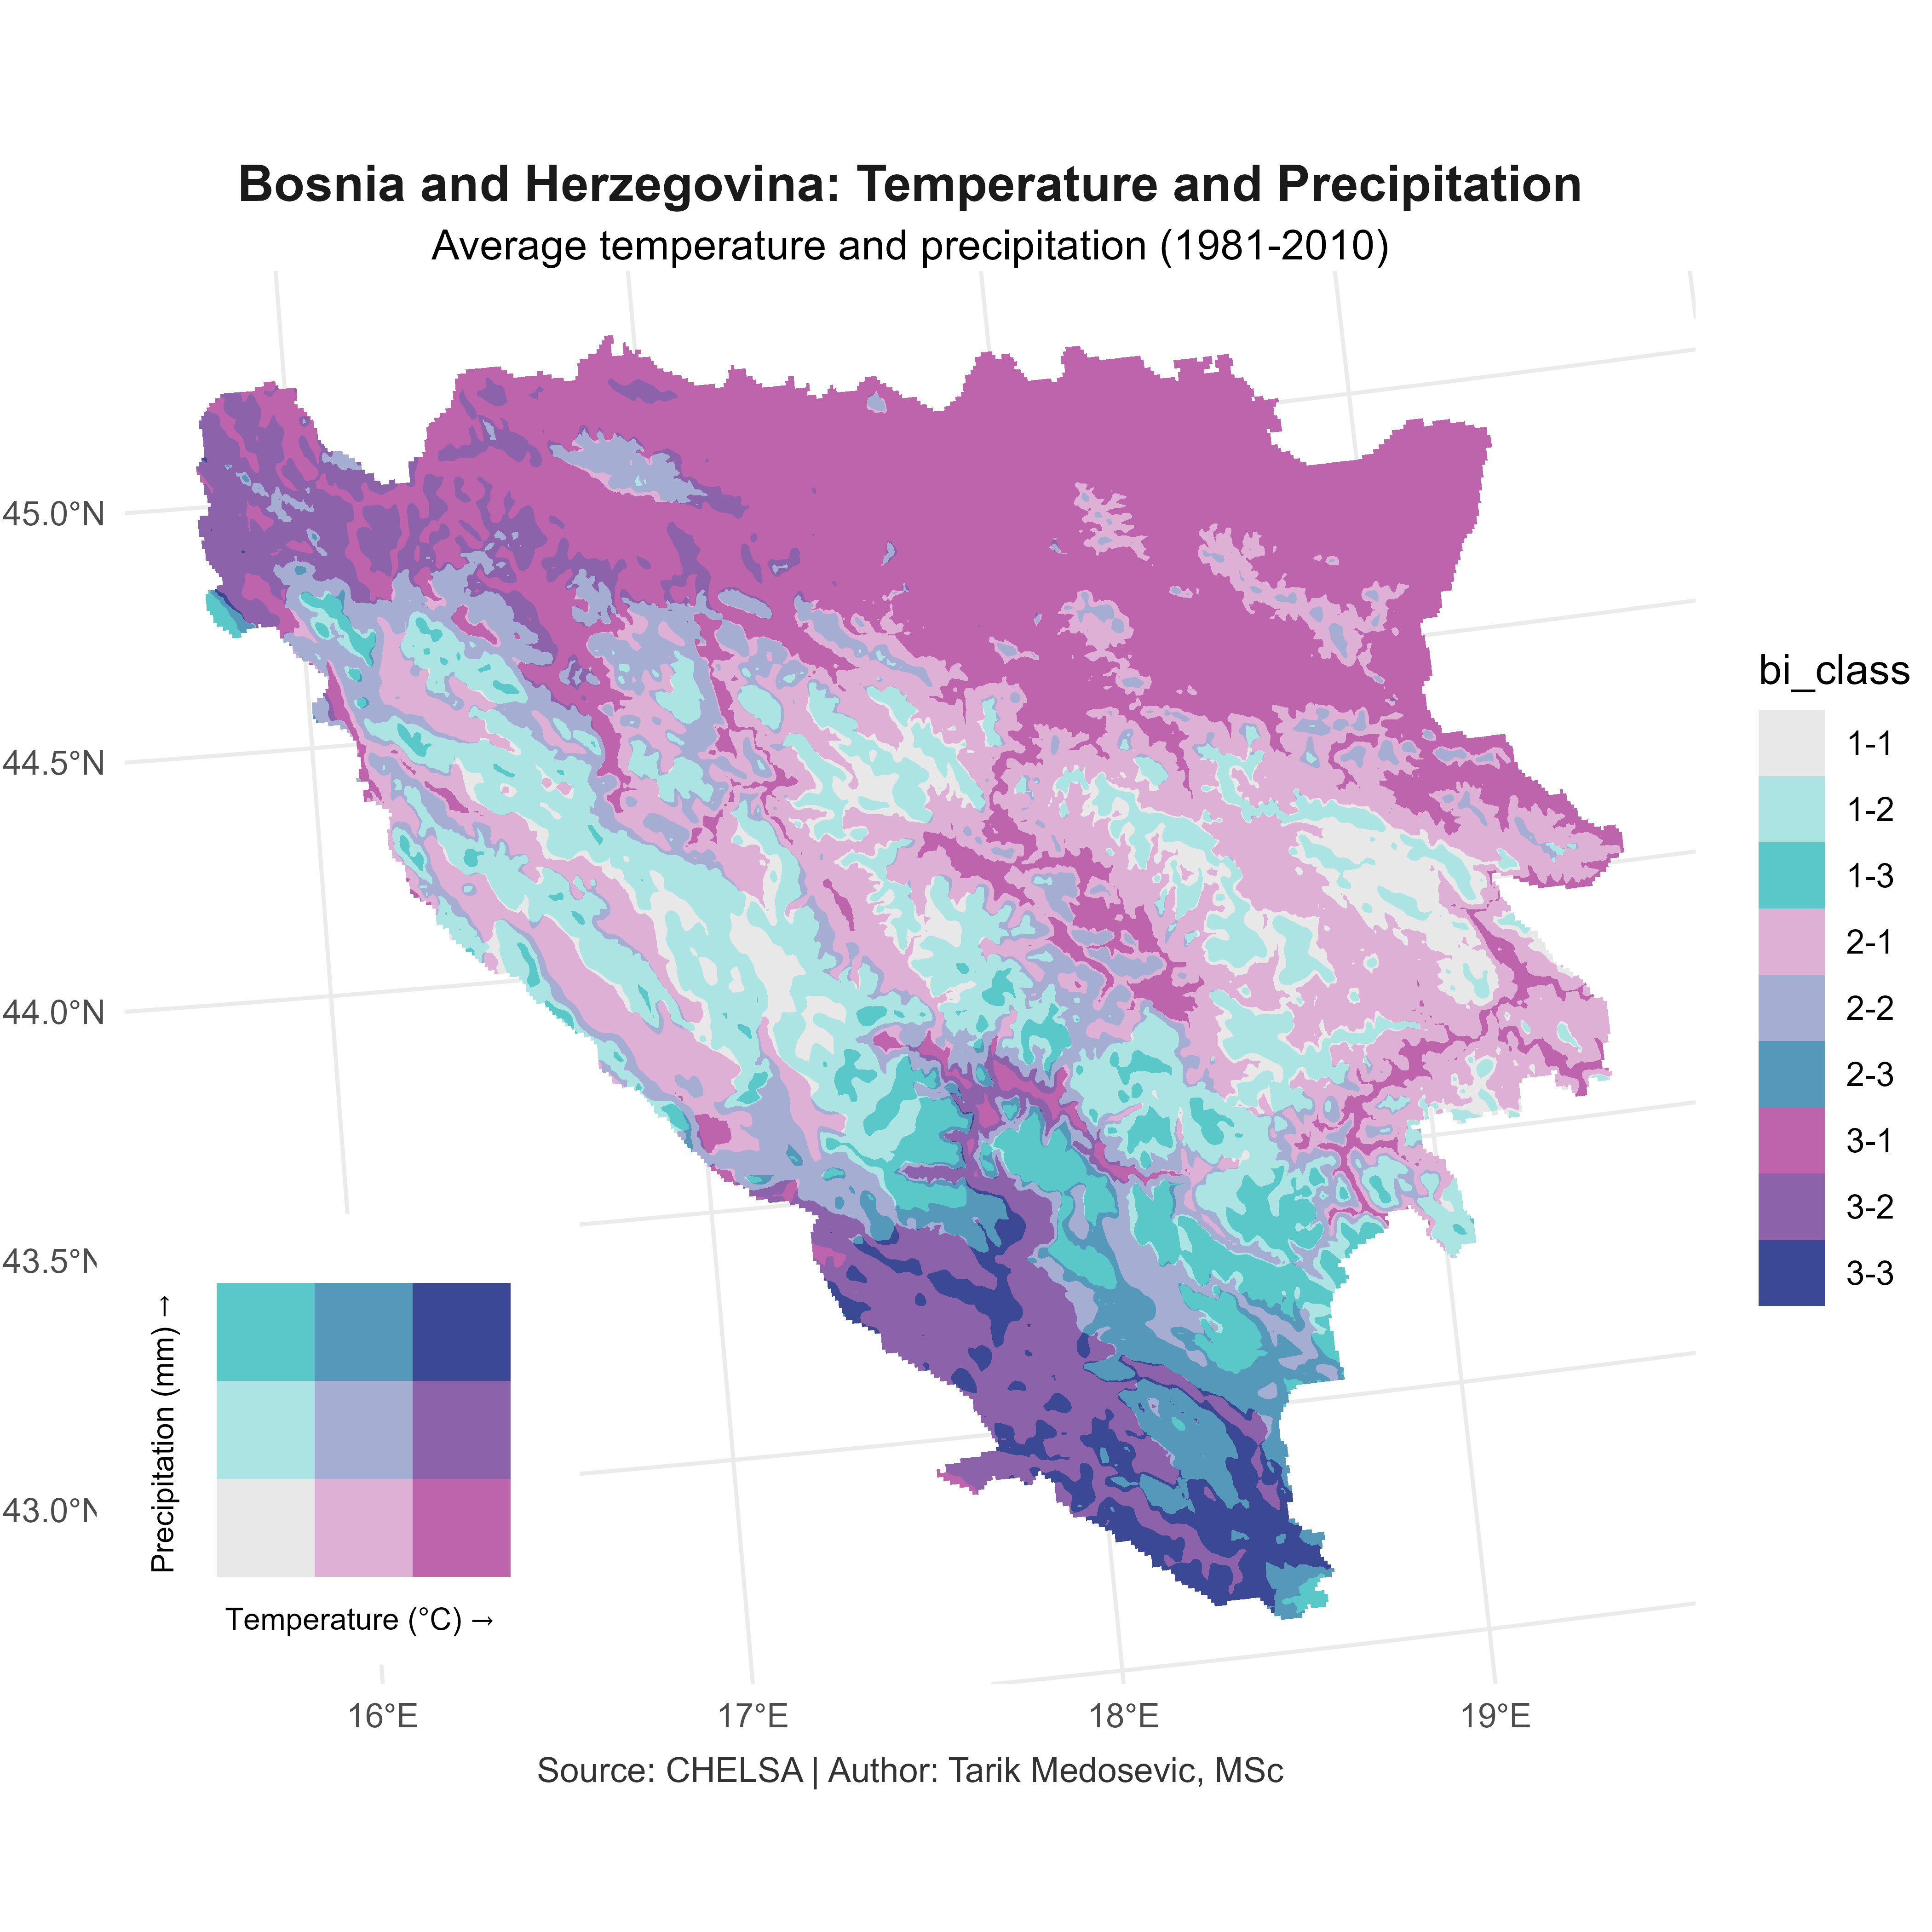 Bosnia and Herzegovina: Temperature and Precipitation
Average temperature and precipitation (1981-2010)
45.0°N
44.5°N
44.0°N
43.5°N
43.0°N
16°E
17°E
18°E
19°E
Precipitation (mm) →
Temperature (°C) →
bi_class
1-1
1-2
1-3
2-1
2-2
2-3
3-1
3-2
3-3
Source: CHELSA | Author: Tarik Medosevic, MSc